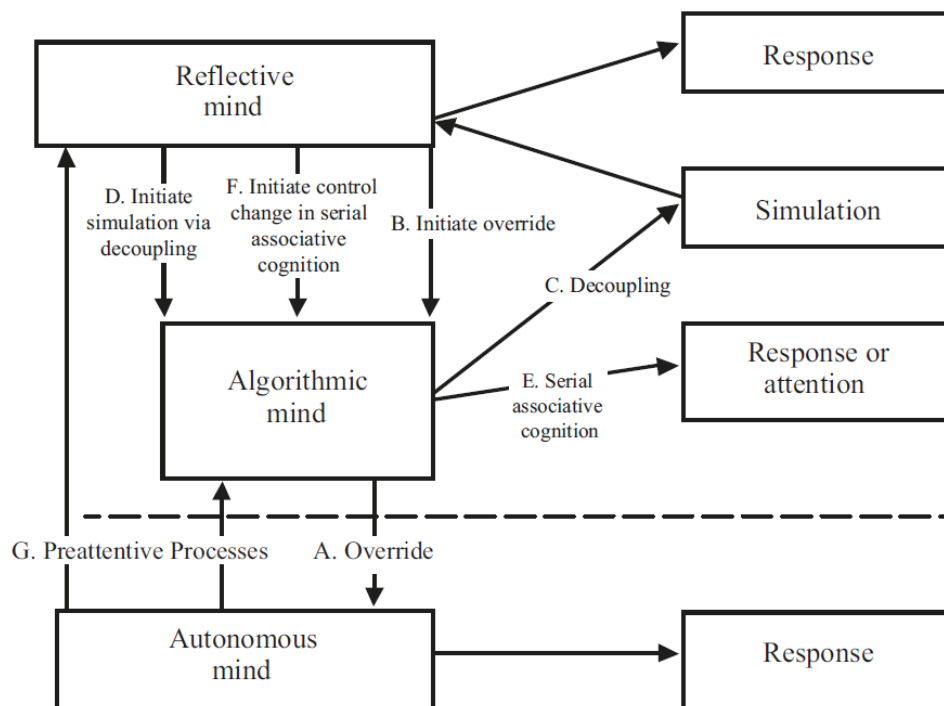 Reflective
mind
Response
D. Initiate
simulation via
decoupling
F. Initiate control
change in serial
associative
cognition
B. Initiate override
Simulation
C. Decoupling
Algorithmic
mind
E. Serial
associative
cognition
Response or
attention
G. Preattentive Processes
A. Override
Autonomous
mind
Response